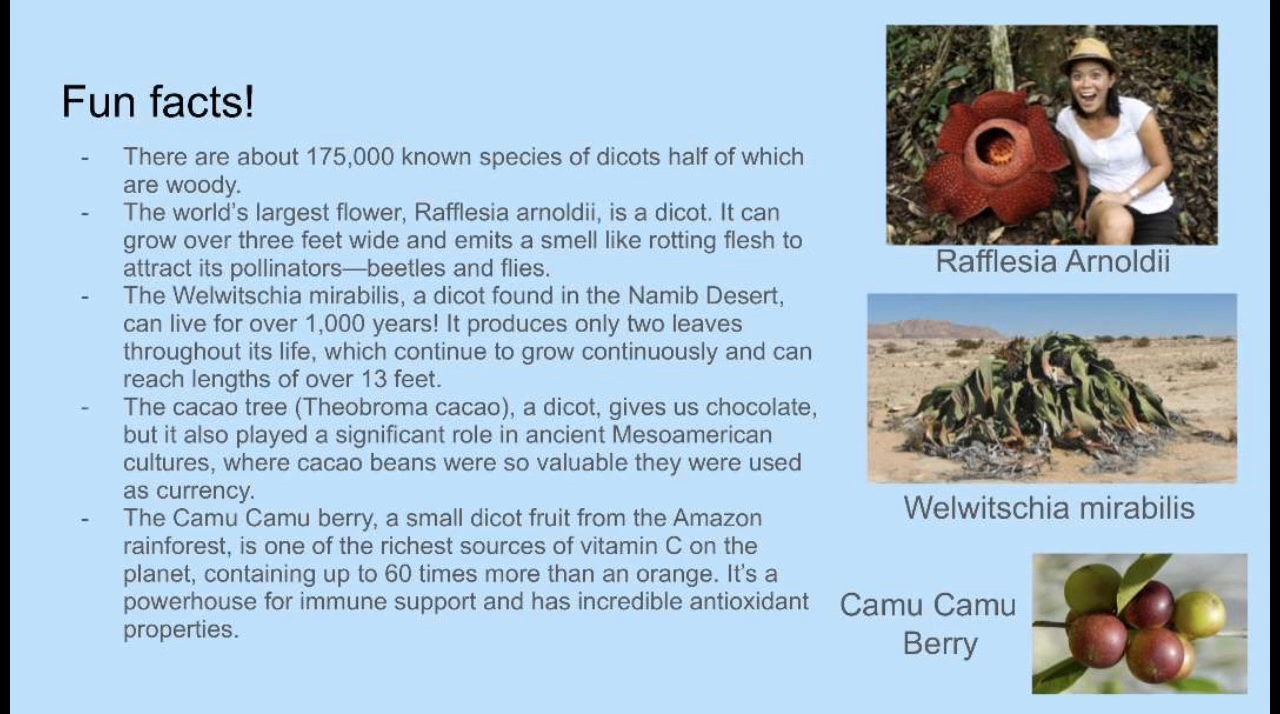 Fun facts!
- There are about 175,000 known species of dicots half of which
are woody.
- The world's largest flower, Rafflesia arnoldii, is a dicot. It can
grow over three feet wide and emits a smell like rotting flesh to
attract its pollinators—beetles and flies.
- The Welwitschia mirabilis, a dicot found in the Namib Desert,
can live for over 1,000 years! It produces only two leaves
throughout its life, which continue to grow continuously and can
reach lengths of over 13 feet.
- The cacao tree (Theobroma cacao), a dicot, gives us chocolate,
but it also played a significant role in ancient Mesoamerican
cultures, where cacao beans were so valuable they were used
as currency.
- The Camu Camu berry, a small dicot fruit from the Amazon
rainforest, is one of the richest sources of vitamin C on the
planet, containing up to 60 times more than an orange. It's a
powerhouse for immune support and has incredible antioxidant
properties.
Rafflesia Arnoldii
Welwitschia mirabilis
Camu Camu
Berry